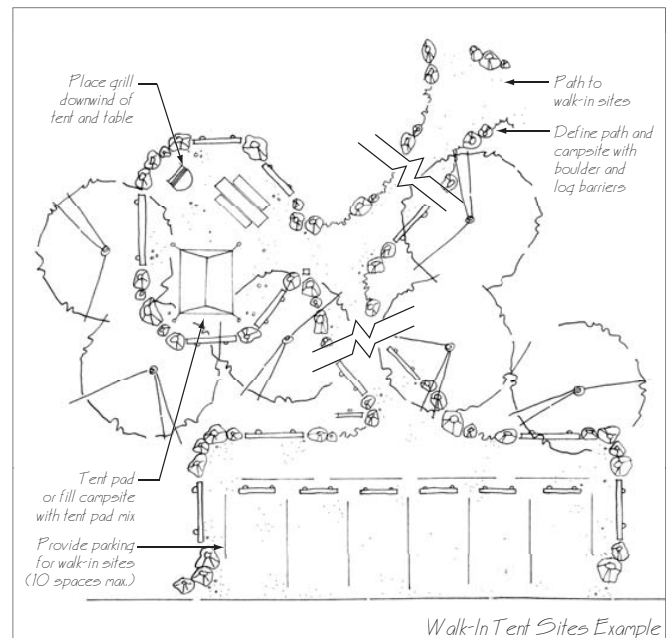 Place grill
downwind of
tent and table
Path to
walk-in sites
Define path and
campsite with
boulder and
log barriers
Tent pad
or fill campsite
with tent pad mix
Provide parking
for walk-in sites
(10 spaces max.)
Walk-In Tent Sites Example